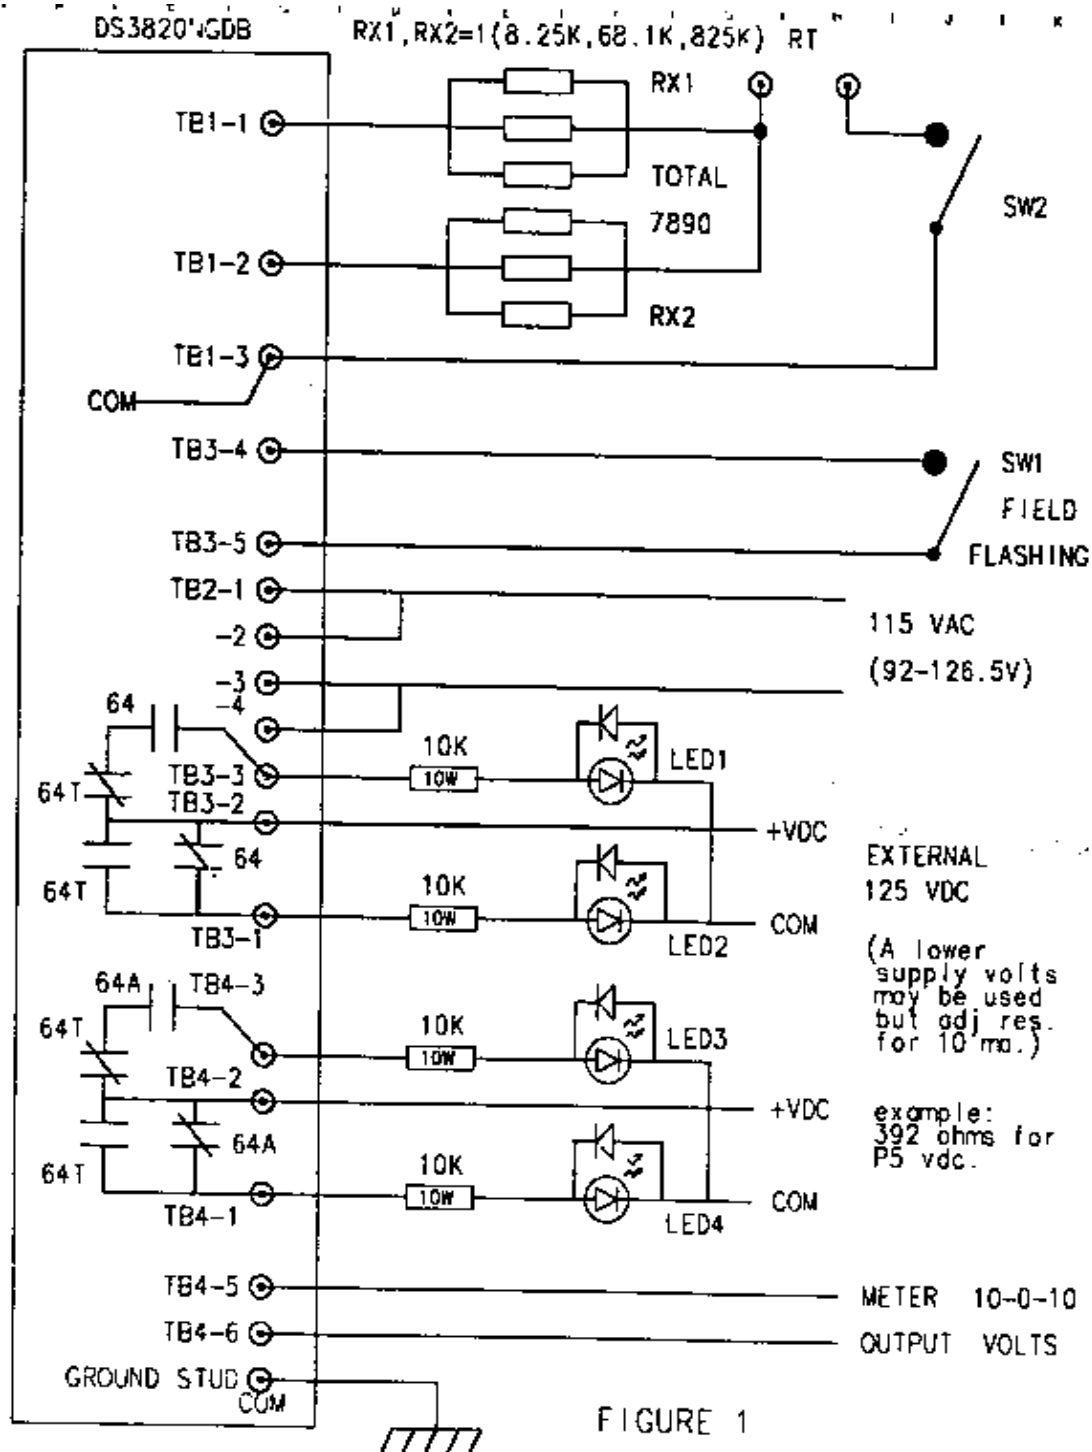 DS3820NGDB
RX1,RX2=1(8.25K,68.1K,825K) RT
RX1
TB1-1
TOTAL
7890
SW2
TB1-2
RX2
TB1-3
COM
TB3-4
SW1
FIELD
FLASHING
TB3-5
TB2-1
115 VAC
-2
(92-126.5V)
-3
-4
64
10K
LED1
TB3-3
10W
64T
TB3-2
+VDC
64
EXTERNAL
125 VDC
64T
10K
10W
COM
TB3-1
LED2
(A lower
supply volts
may be used
but adj res.
for 10 ma.)
64A
TB4-3
64T
10K
LED3
10W
TB4-2
+VDC
example:
392 ohms for
P5 vdc.
64A
64T
10K
10W
COM
TB4-1
LED4
TB4-5
METER 10-0-10
TB4-6
OUTPUT VOLTS
GROUND STUD
COM
FIGURE 1